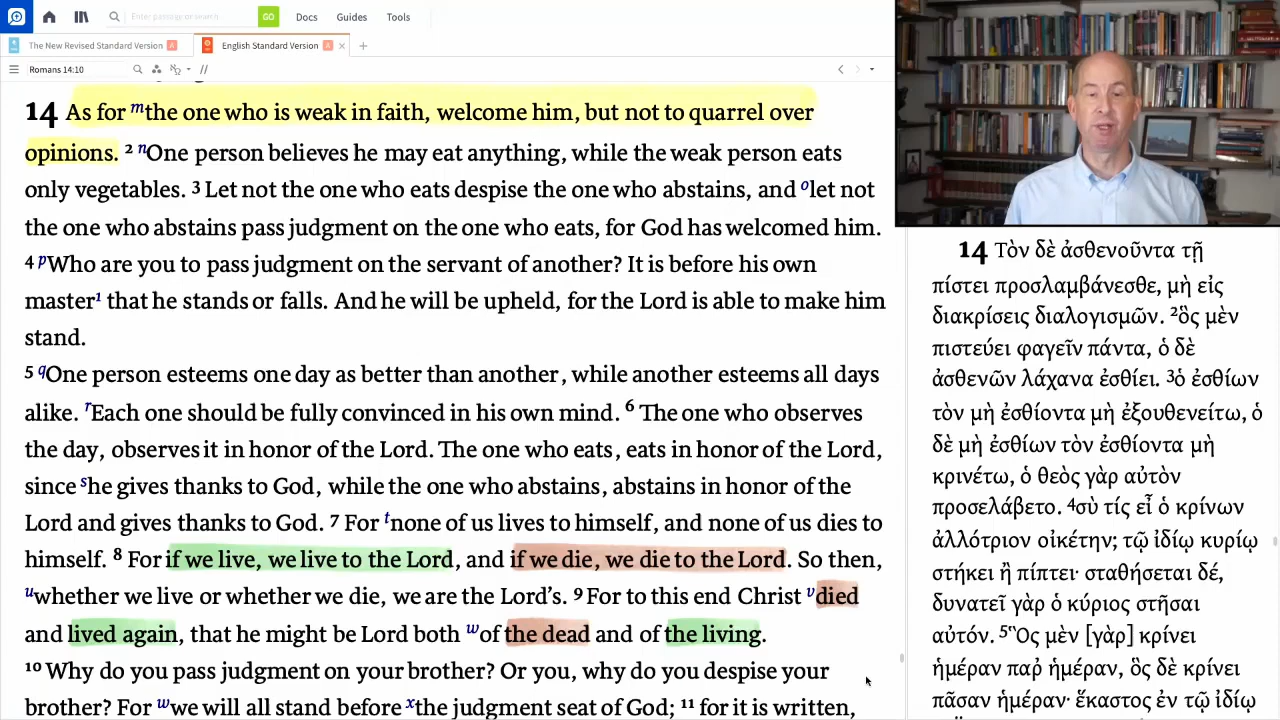 Enter passage or search
GO
Docs
Guides
Tools
The New Revised Standard Version A
English Standard Version A
Romans 14:10
14 As for ᵐthe one who is weak in faith, welcome him, but not to quarrel over
opinions. ² ⁿOne person believes he may eat anything, while the weak person eats
only vegetables. ³ Let not the one who eats despise the one who abstains, and ᵒlet not
the one who abstains pass judgment on the one who eats, for God has welcomed him.
⁴ ᵖWho are you to pass judgment on the servant of another? It is before his own
master¹ that he stands or falls. And he will be upheld, for the Lord is able to make him
stand.
⁵ qOne person esteems one day as better than another, while another esteems all days
alike. ʳEach one should be fully convinced in his own mind. ⁶ The one who observes
the day, observes it in honor of the Lord. The one who eats, eats in honor of the Lord,
since ˢhe gives thanks to God, while the one who abstains, abstains in honor of the
Lord and gives thanks to God. ⁷ For ᵗnone of us lives to himself, and none of us dies to
himself. ⁸ For if we live, we live to the Lord, and if we die, we die to the Lord. So then,
ᵘwhether we live or whether we die, we are the Lord's. ⁹ For to this end Christ ᵛdied
and lived again, that he might be Lord both ʷof the dead and of the living.
¹⁰ Why do you pass judgment on your brother? Or you, why do you despise your
brother? For ʷwe will all stand before ˣthe judgment seat of God; ¹¹ for it is written,
14 Τὸν δὲ ἀσθενοῦντα τῇ
πίστει προσλαμβάνεσθε, μὴ εἰς
διακρίσεις διαλογισμῶν. ²ὃς μὲν
πιστεύει φαγεῖν πάντα, ὁ δὲ
ἀσθενῶν λάχανα ἐσθίει. ³ὁ ἐσθίων
τὸν μὴ ἐσθίοντα μὴ ἐξουθενείτω, ὁ
δὲ μὴ ἐσθίων τὸν ἐσθίοντα μὴ
κρινέτω, ὁ θεὸς γὰρ αὐτὸν
προσελάβετο. ⁴σὺ τίς εἶ ὁ κρίνων
ἀλλότριον οἰκέτην; τῷ ἰδίῳ κυρίῳ
στήκει ἢ πίπτει· σταθήσεται δέ,
δυνατεῖ γὰρ ὁ κύριος στῆσαι
αὐτόν. ⁵Ὃς μὲν [γὰρ] κρίνει
ἡμέραν παρ ἡμέραν, ὃς δὲ κρίνει
πᾶσαν ἡμέραν· ἕκαστος ἐν τῷ ἰδίῳ